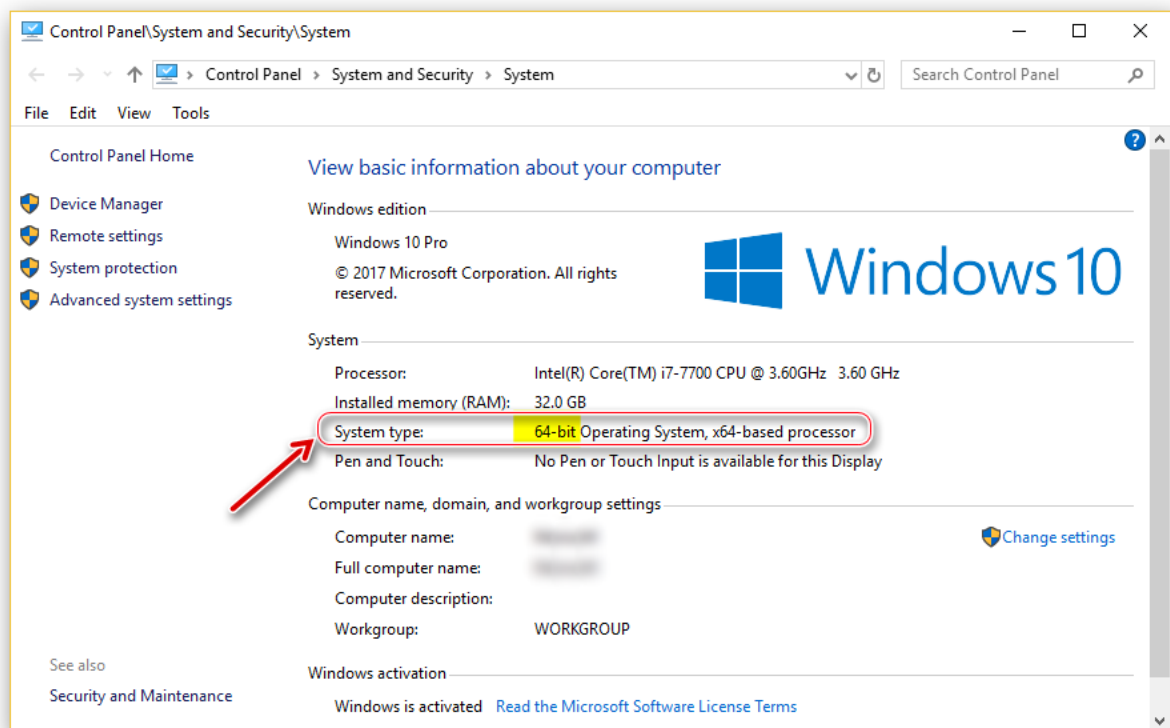 Control Panel\System and Security\System
Control Panel > System and Security > System
Search Control Panel
File Edit View Tools
Control Panel Home
Device Manager
Remote settings
System protection
Advanced system settings
See also
Security and Maintenance
?
View basic information about your computer
Windows edition
Windows 10 Pro
© 2017 Microsoft Corporation. All rights
reserved.
Windows 10
System
Processor: Intel(R) Core(TM) i7-7700 CPU @ 3.60GHz 3.60 GHz
Installed memory (RAM): 32.0 GB
System type: 64-bit Operating System, x64-based processor
Pen and Touch: No Pen or Touch Input is available for this Display
Computer name, domain, and workgroup settings
Computer name:
Change settings
Full computer name:
Computer description:
Workgroup: WORKGROUP
Windows activation
Windows is activated Read the Microsoft Software License Terms